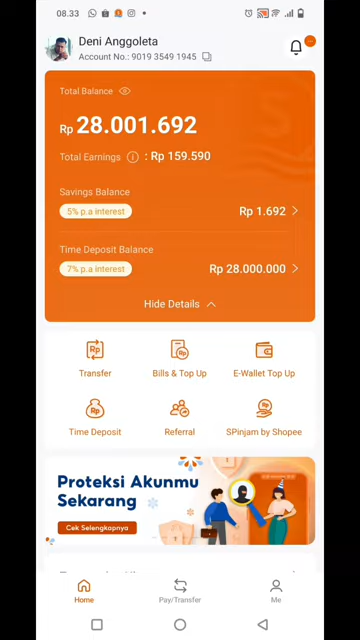 08.33
Deni Anggoleta
Account No.: 9019 3549 1945
Total Balance
Rp 28.001.692
Total Earnings : Rp 159.590
Savings Balance
5% p.a interest
Rp 1.692
Time Deposit Balance
7% p.a interest
Rp 28.000.000
Hide Details
Transfer
Bills & Top Up
E-Wallet Top Up
Time Deposit
Referral
SPinjam by Shopee
Proteksi Akunmu
Sekarang
Cek Selengkapnya
Home
Pay/Transfer
Me